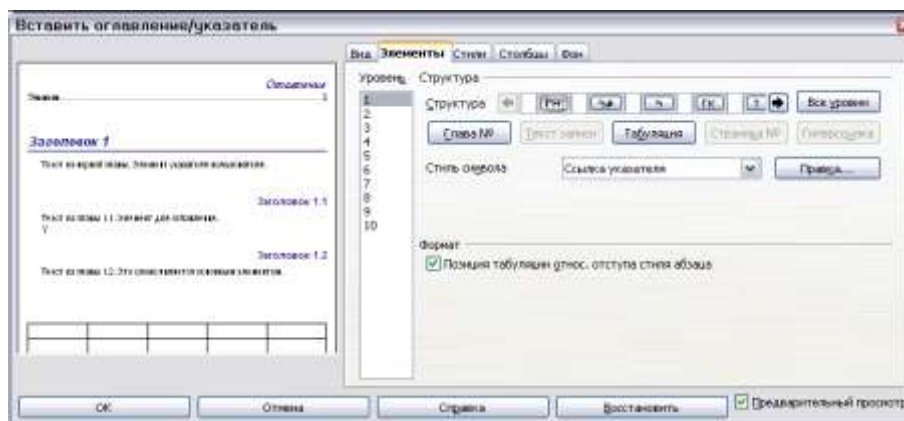 Вставить оглавление/указатель
Вид Элементы Стили Столбцы Фон
Оглавление
1
Заголовок 1
Заголовок 1.1
Заголовок 1.2
Уровень
1
2
3
4
5
6
7
8
9
10
Структура
Структура Все уровни
Глава № Текст записи Табуляция Страница № Гиперссылка
Стиль символа Ссылка указателя Правка...
Формат
Позиция табуляции относ. отступа стиля абзаца
ОК Отмена Справка Восстановить Предварительный просмотр